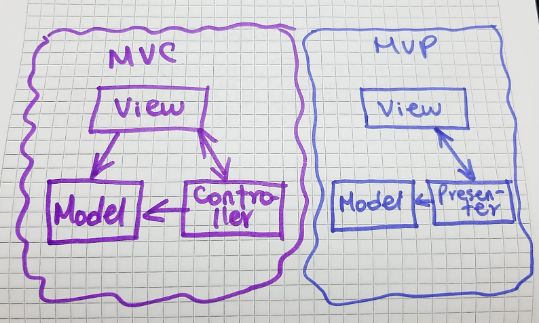 MVC
View
Model
Contro-
ller
MVP
View
Model
Presen-
ter